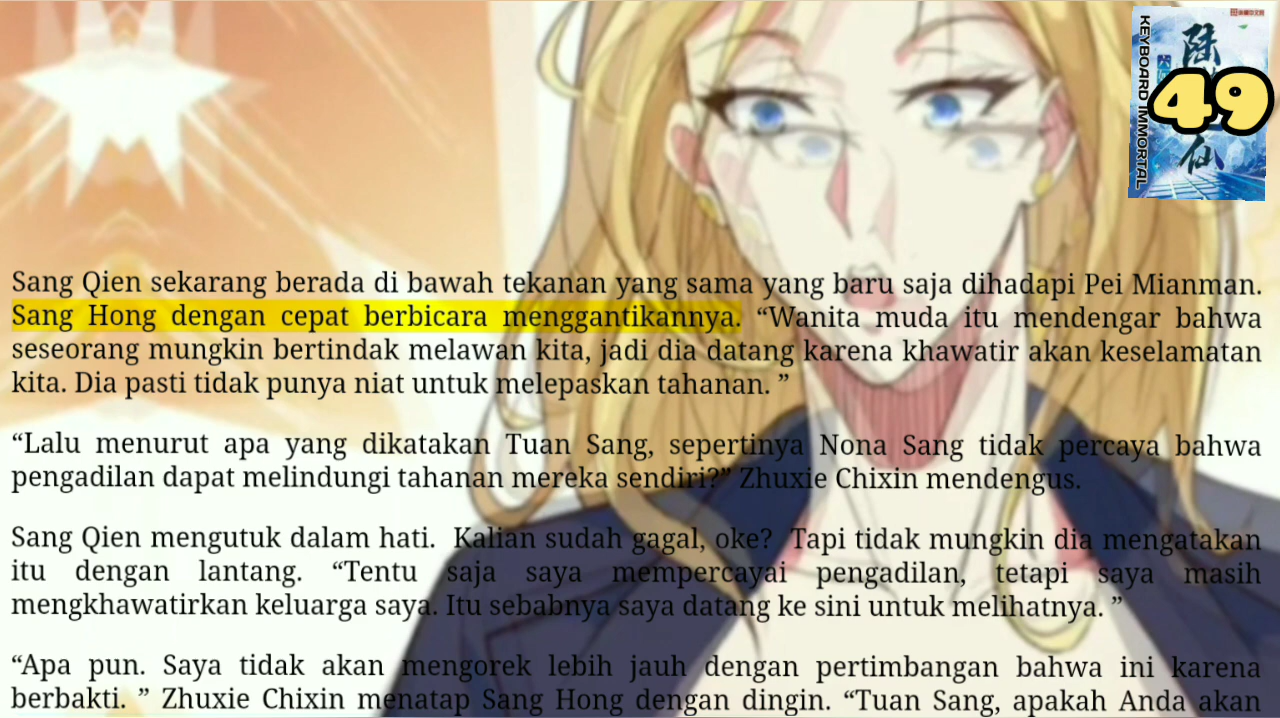 KEYBOARD IMMORTAL
49
仙
Sang Qien sekarang berada di bawah tekanan yang sama yang baru saja dihadapi Pei Mianman.
Sang Hong dengan cepat berbicara menggantikannya. “Wanita muda itu mendengar bahwa
seseorang mungkin bertindak melawan kita, jadi dia datang karena khawatir akan keselamatan
kita. Dia pasti tidak punya niat untuk melepaskan tahanan. ”
“Lalu menurut apa yang dikatakan Tuan Sang, sepertinya Nona Sang tidak percaya bahwa
pengadilan dapat melindungi tahanan mereka sendiri?” Zhuxie Chixin mendengus.
Sang Qien mengutuk dalam hati.  Kalian sudah gagal, oke?  Tapi tidak mungkin dia mengatakan
itu dengan lantang. “Tentu saja saya mempercayai pengadilan, tetapi saya masih
mengkhawatirkan keluarga saya. Itu sebabnya saya datang ke sini untuk melihatnya. ”
“Apa pun. Saya tidak akan mengorek lebih jauh dengan pertimbangan bahwa ini karena
berbakti. ” Zhuxie Chixin menatap Sang Hong dengan dingin. “Tuan Sang, apakah Anda akan